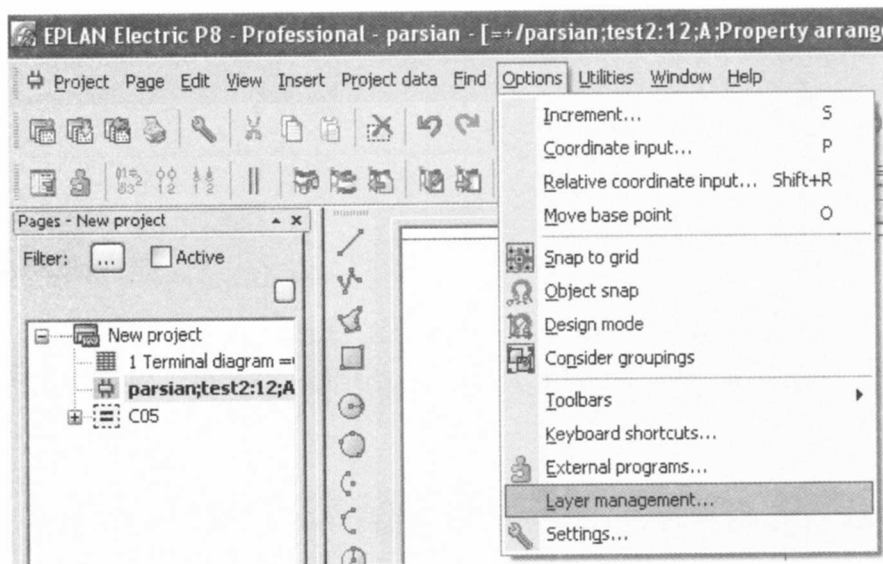 EPLAN Electric P8 - Professional - parsian - [=+/parsian;test2:12;A;Property arrang
Project Page Edit View Insert Project data Find Options Utilities Window Help
Increment... S
Coordinate input... P
Relative coordinate input... Shift+R
Move base point O
Snap to grid
Object snap
Design mode
Consider groupings
Toolbars
Keyboard shortcuts...
External programs...
Layer management...
Settings...
Pages - New project
Filter: ... Active
New project
1 Terminal diagram =
parsian;test2:12;A
C05